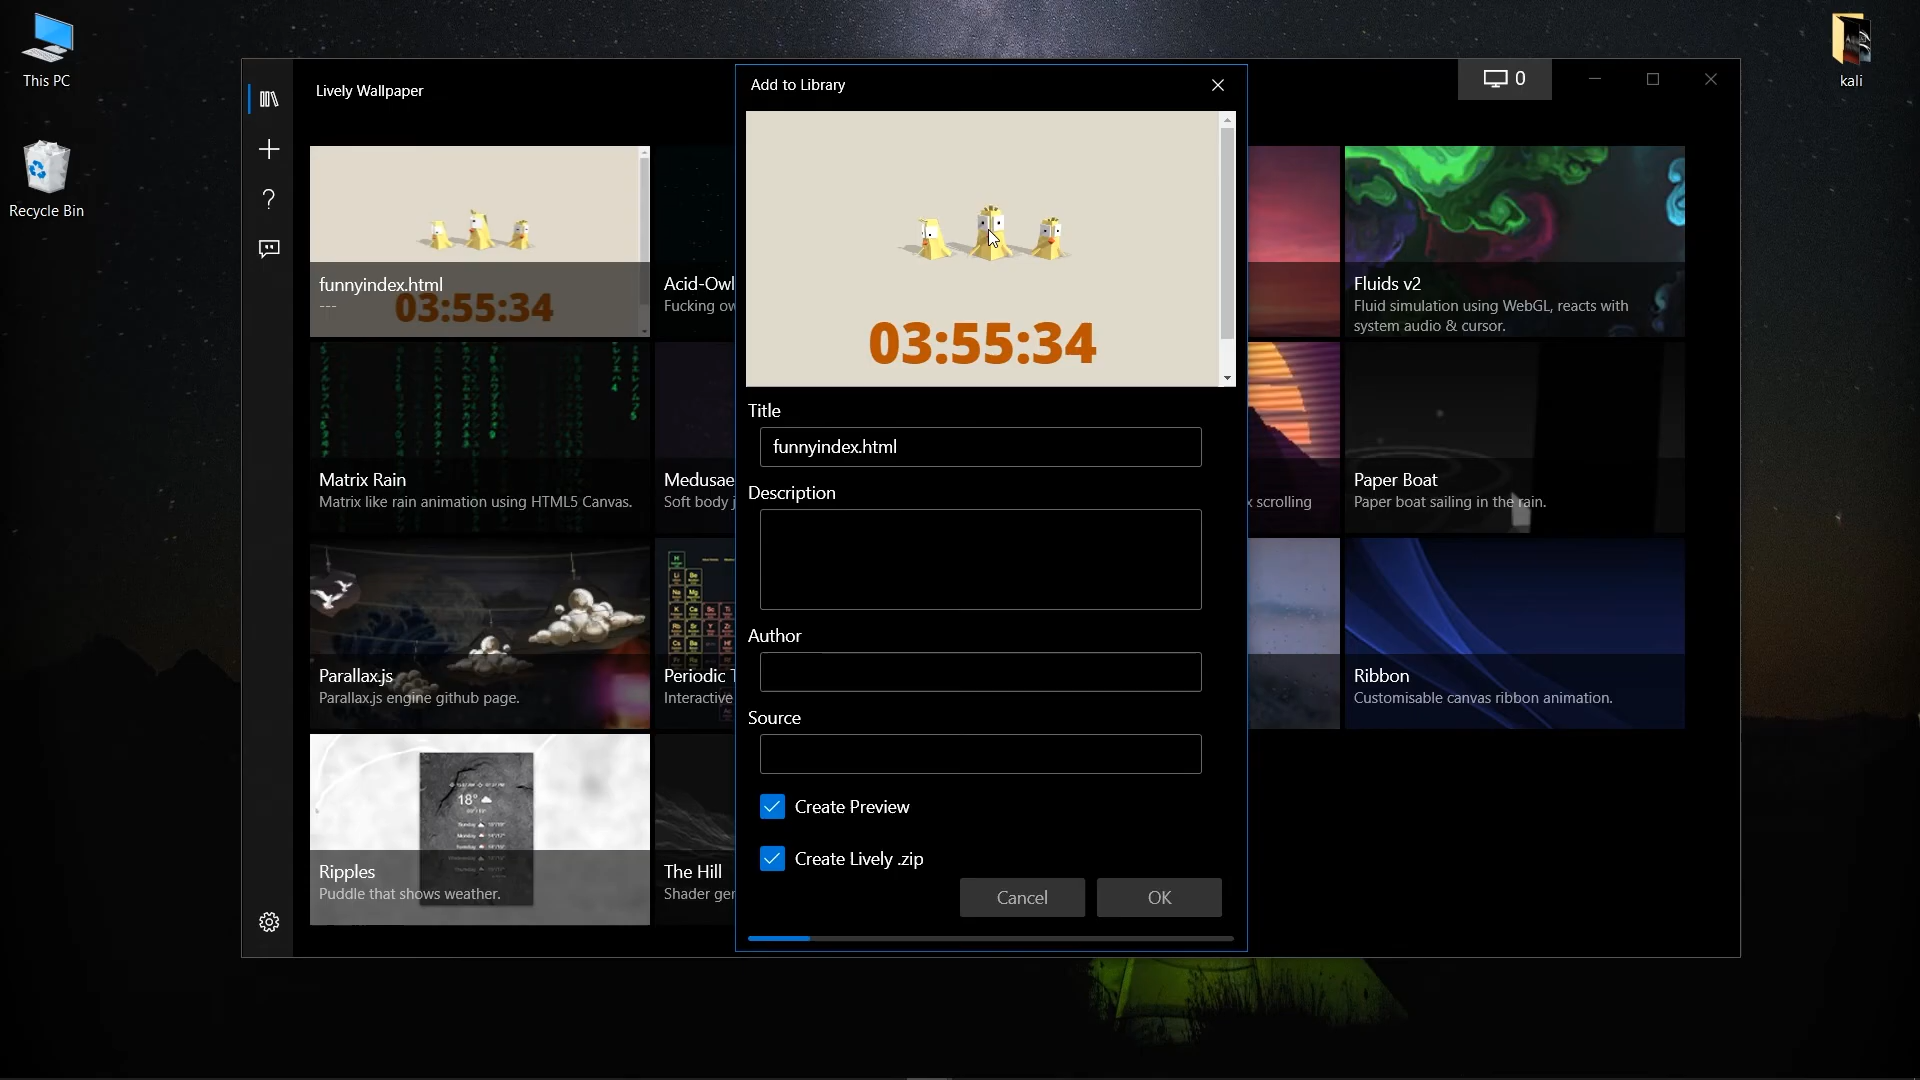 This PC
Recycle Bin
kali
Lively Wallpaper
0
Add to Library
03:55:34
Title
funnyindex.html
Description
Author
Source
Create Preview
Create Lively .zip
Cancel
OK
funnyindex.html
---
03:55:34
Acid-Owl
Fucking ow
Fluids v2
Fluid simulation using WebGL, reacts with
system audio & cursor.
Matrix Rain
Matrix like rain animation using HTML5 Canvas.
Medusae
Soft body j
x scrolling
Paper Boat
Paper boat sailing in the rain.
Parallax.js
Parallax.js engine github page.
Periodic T
Interactive
Ribbon
Customisable canvas ribbon animation.
18°
Ripples
Puddle that shows weather.
The Hill
Shader ger